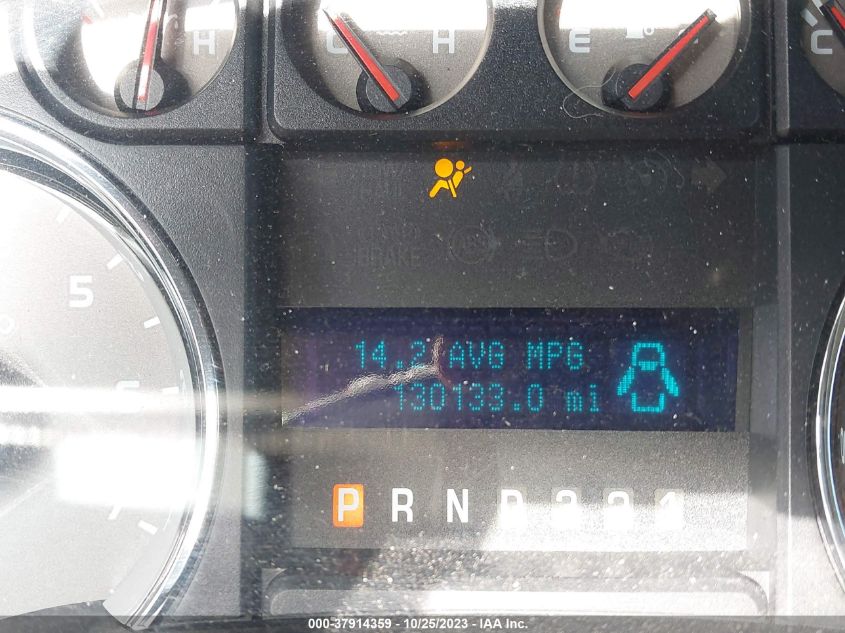 H C H E C
5
14.2 AVG MPG
130133.0 mi
P R N D 3 2 1
000-37914359 - 10/25/2023 - IAA Inc.